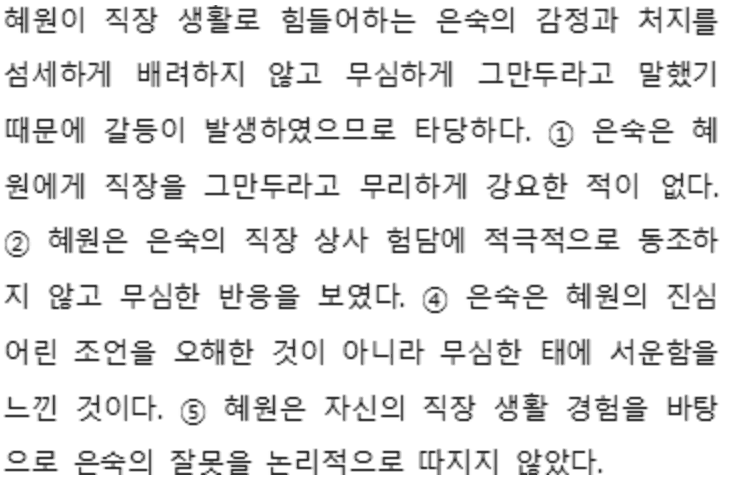 혜원이 직장 생활로 힘들어하는 은숙의 감정과 처지를
섬세하게 배려하지 않고 무심하게 그만두라고 말했기
때문에 갈등이 발생하였으므로 타당하다. ① 은숙은 혜
원에게 직장을 그만두라고 무리하게 강요한 적이 없다.
② 혜원은 은숙의 직장 상사 험담에 적극적으로 동조하
지 않고 무심한 반응을 보였다. ④ 은숙은 혜원의 진심
어린 조언을 오해한 것이 아니라 무심한 태에 서운함을
느낀 것이다. ⑤ 혜원은 자신의 직장 생활 경험을 바탕
으로 은숙의 잘못을 논리적으로 따지지 않았다.